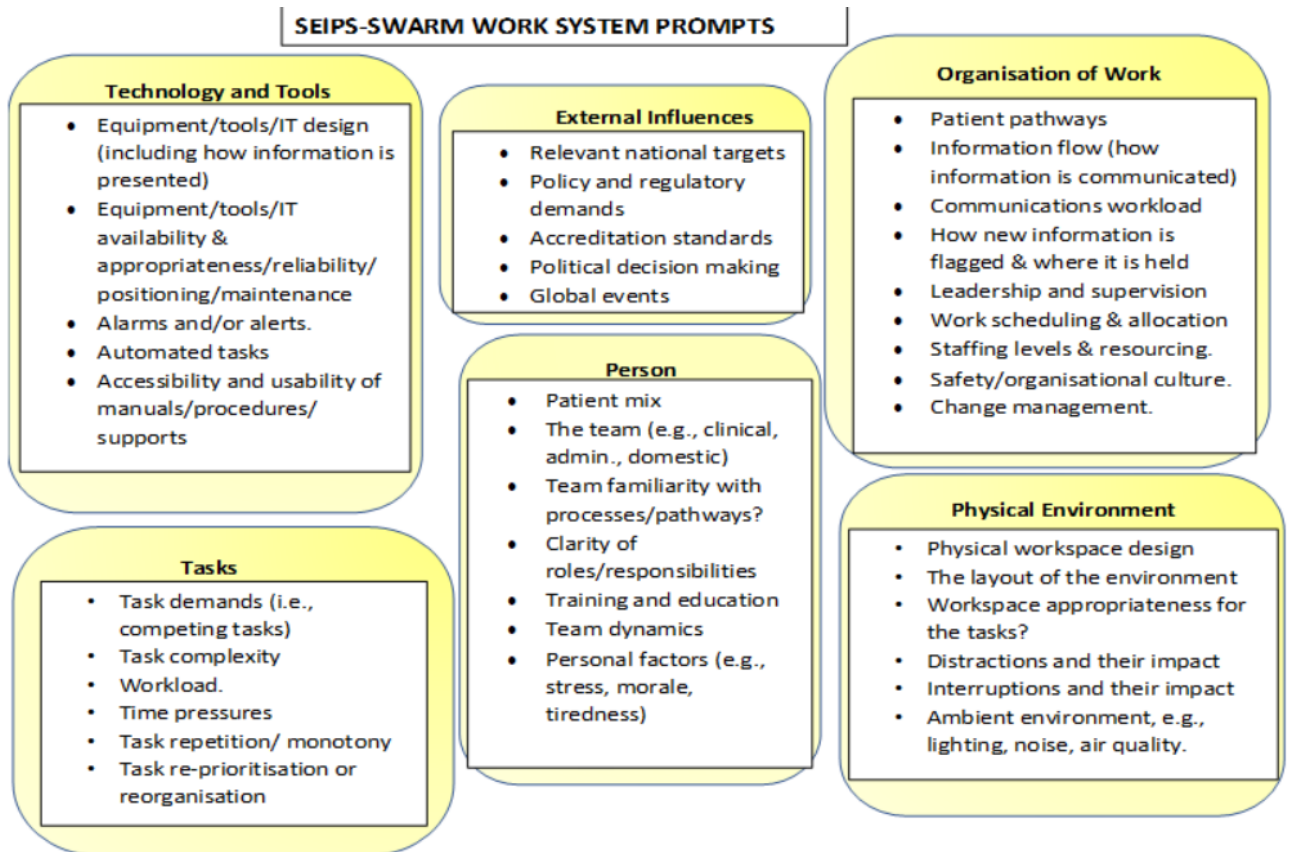 SEIPS-SWARM WORK SYSTEM PROMPTS
Technology and Tools
• Equipment/tools/IT design
(including how information is
presented)
• Equipment/tools/IT
availability &
appropriateness/reliability/
positioning/maintenance
• Alarms and/or alerts.
• Automated tasks
• Accessibility and usability of
manuals/procedures/
supports
External Influences
• Relevant national targets
• Policy and regulatory
demands
• Accreditation standards
• Political decision making
• Global events
Organisation of Work
• Patient pathways
• Information flow (how
information is communicated)
• Communications workload
• How new information is
flagged & where it is held
• Leadership and supervision
• Work scheduling & allocation
• Staffing levels & resourcing.
• Safety/organisational culture.
• Change management.
Tasks
• Task demands (i.e.,
competing tasks)
• Task complexity
• Workload.
• Time pressures
• Task repetition/ monotony
• Task re-prioritisation or
reorganisation
Person
• Patient mix
• The team (e.g., clinical,
admin., domestic)
• Team familiarity with
processes/pathways?
• Clarity of
roles/responsibilities
• Training and education
• Team dynamics
• Personal factors (e.g.,
stress, morale,
tiredness)
Physical Environment
• Physical workspace design
• The layout of the environment
• Workspace appropriateness for
the tasks?
• Distractions and their impact
• Interruptions and their impact
• Ambient environment, e.g.,
lighting, noise, air quality.